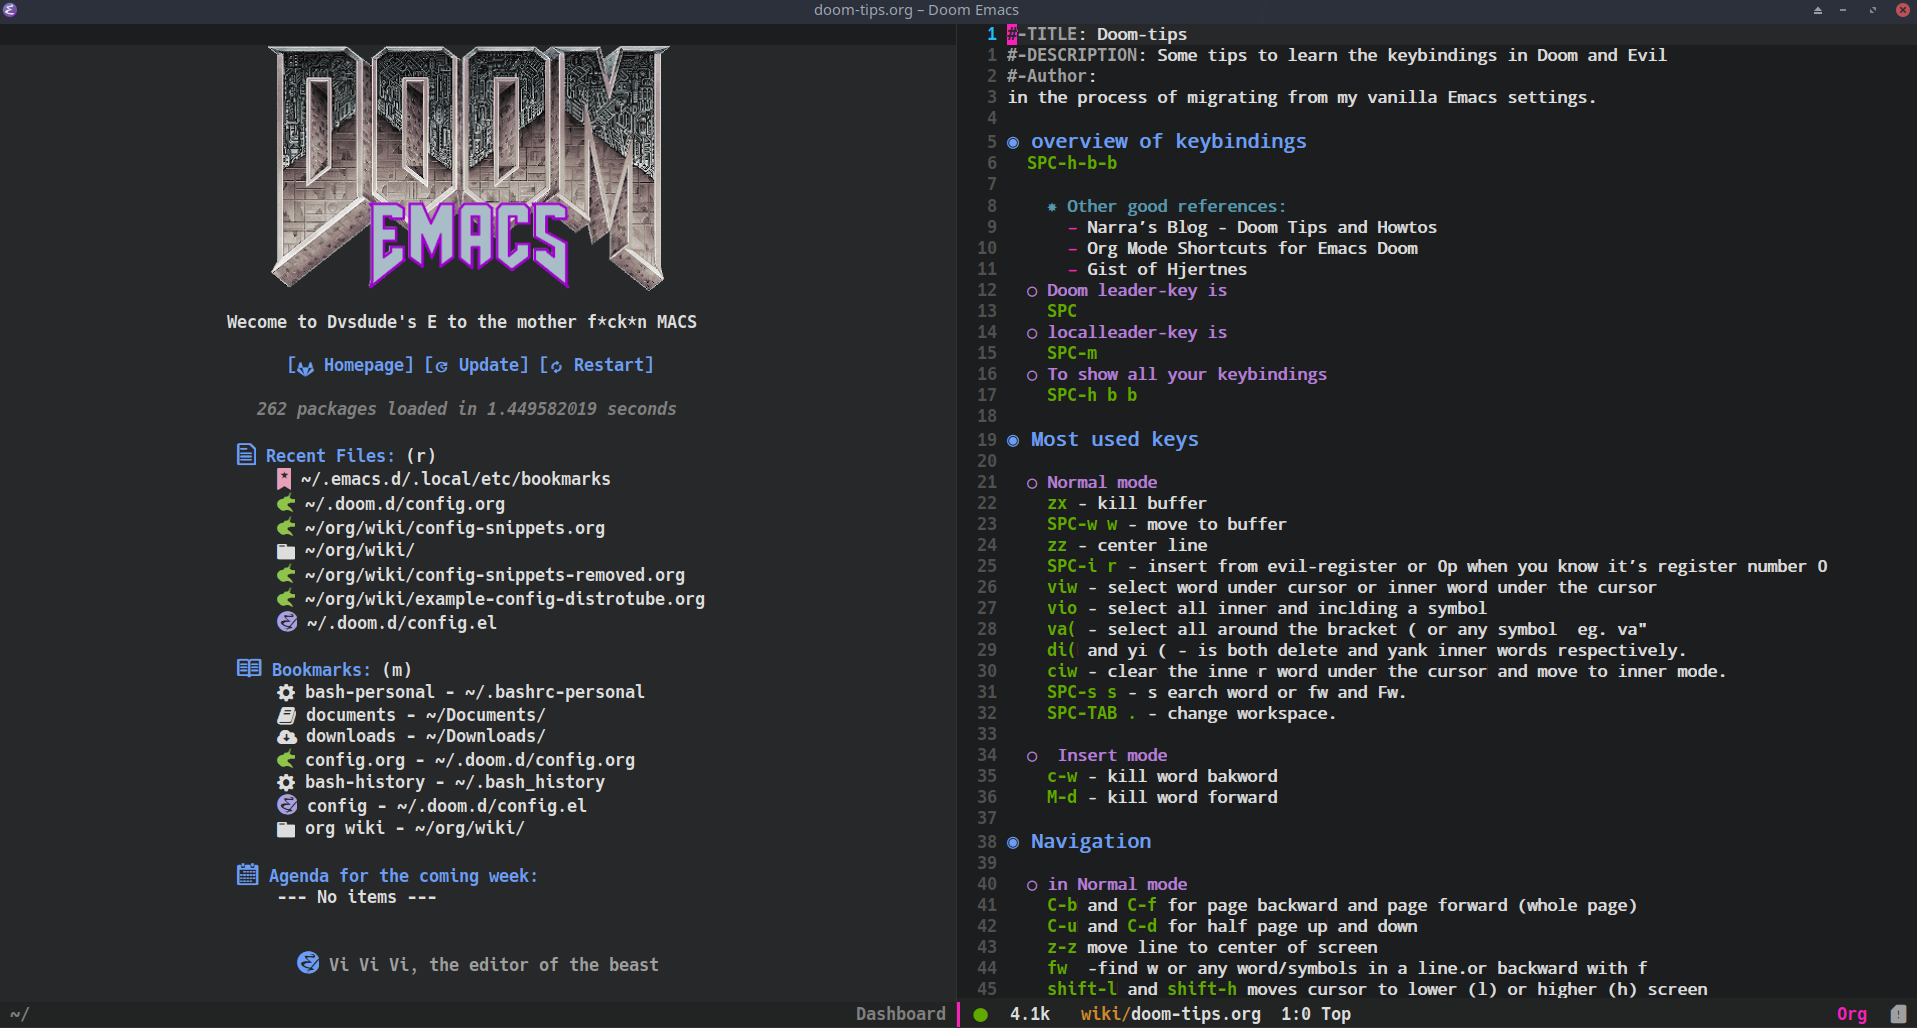 doom-tips.org – Doom Emacs
DOOM
EMACS
Wecome to Dvsdude's E to the mother f*ck*n MACS
[ Homepage] [ Update] [ Restart]
262 packages loaded in 1.449582019 seconds
Recent Files: (r)
~/.emacs.d/.local/etc/bookmarks
~/.doom.d/config.org
~/org/wiki/config-snippets.org
~/org/wiki/
~/org/wiki/config-snippets-removed.org
~/org/wiki/example-config-distrotube.org
~/.doom.d/config.el
Bookmarks: (m)
bash-personal - ~/.bashrc-personal
documents - ~/Documents/
downloads - ~/Downloads/
config.org - ~/.doom.d/config.org
bash-history - ~/.bash_history
config - ~/.doom.d/config.el
org wiki - ~/org/wiki/
Agenda for the coming week:
--- No items ---
Vi Vi Vi, the editor of the beast
~/ Dashboard
1 #-TITLE: Doom-tips
1 #-DESCRIPTION: Some tips to learn the keybindings in Doom and Evil
2 #-Author:
3 in the process of migrating from my vanilla Emacs settings.
4
5 ◉ overview of keybindings
6 SPC-h-b-b
7
8 ✸ Other good references:
9 – Narra’s Blog - Doom Tips and Howtos
10 – Org Mode Shortcuts for Emacs Doom
11 – Gist of Hjertnes
12 ○ Doom leader-key is
13 SPC
14 ○ localleader-key is
15 SPC-m
16 ○ To show all your keybindings
17 SPC-h b b
18
19 ◉ Most used keys
20
21 ○ Normal mode
22 zx - kill buffer
23 SPC-w w - move to buffer
24 zz - center line
25 SPC-i r - insert from evil-register or 0p when you know it’s register number 0
26 viw - select word under cursor or inner word under the cursor
27 vio - select all inner and inclding a symbol
28 va( - select all around the bracket ( or any symbol  eg. va"
29 di( and yi ( - is both delete and yank inner words respectively.
30 ciw - clear the inne r word under the cursor and move to inner mode.
31 SPC-s s - s earch word or fw and Fw.
32 SPC-TAB . - change workspace.
33
34 ○ Insert mode
35 c-w - kill word bakword
36 M-d - kill word forward
37
38 ◉ Navigation
39
40 ○ in Normal mode
41 C-b and C-f for page backward and page forward (whole page)
42 C-u and C-d for half page up and down
43 z-z move line to center of screen
44 fw  -find w or any word/symbols in a line.or backward with f
45 shift-l and shift-h moves cursor to lower (l) or higher (h) screen
4.1k wiki/doom-tips.org 1:0 Top Org